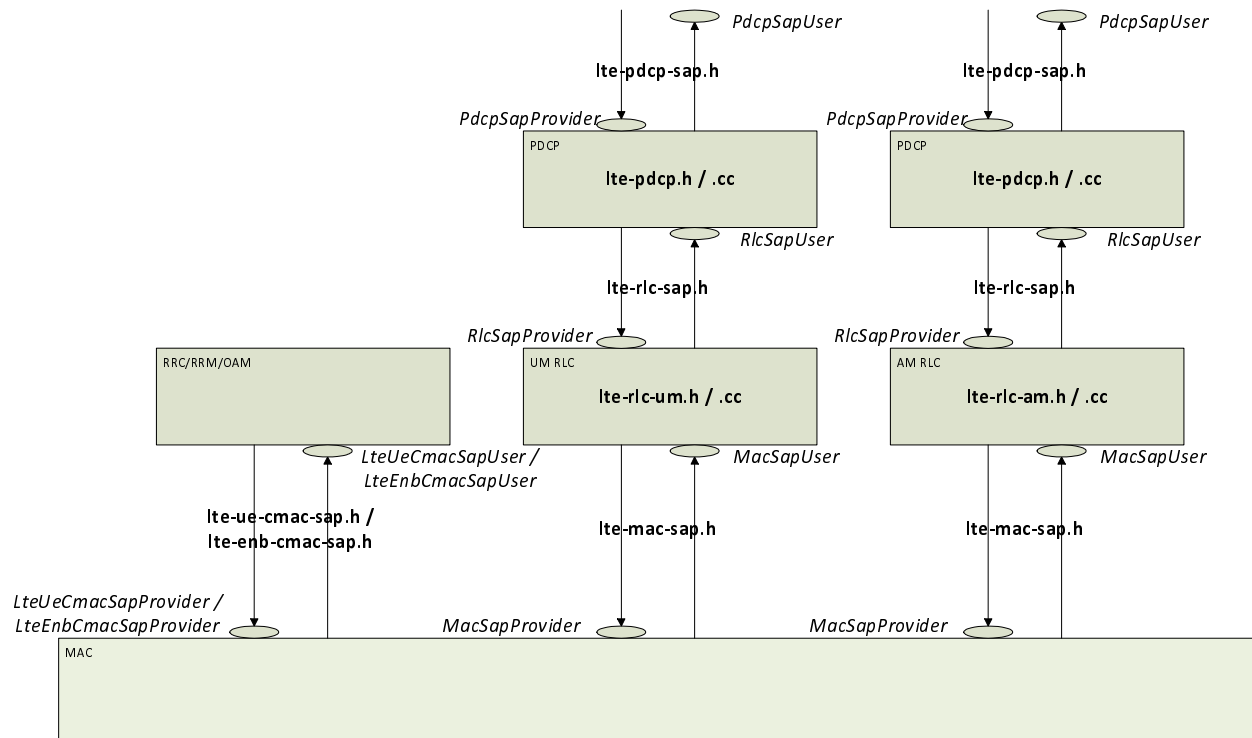 PdcpSapUser
PdcpSapUser
lte-pdcp-sap.h
lte-pdcp-sap.h
PdcpSapProvider
PdcpSapProvider
PDCP
PDCP
lte-pdcp.h / .cc
lte-pdcp.h / .cc
RlcSapUser
RlcSapUser
lte-rlc-sap.h
lte-rlc-sap.h
RlcSapProvider
RlcSapProvider
RRC/RRM/OAM
UM RLC
AM RLC
lte-rlc-um.h / .cc
lte-rlc-am.h / .cc
LteUeCmacSapUser /
LteEnbCmacSapUser
MacSapUser
MacSapUser
lte-ue-cmac-sap.h /
lte-enb-cmac-sap.h
lte-mac-sap.h
lte-mac-sap.h
LteUeCmacSapProvider /
LteEnbCmacSapProvider
MacSapProvider
MacSapProvider
MAC